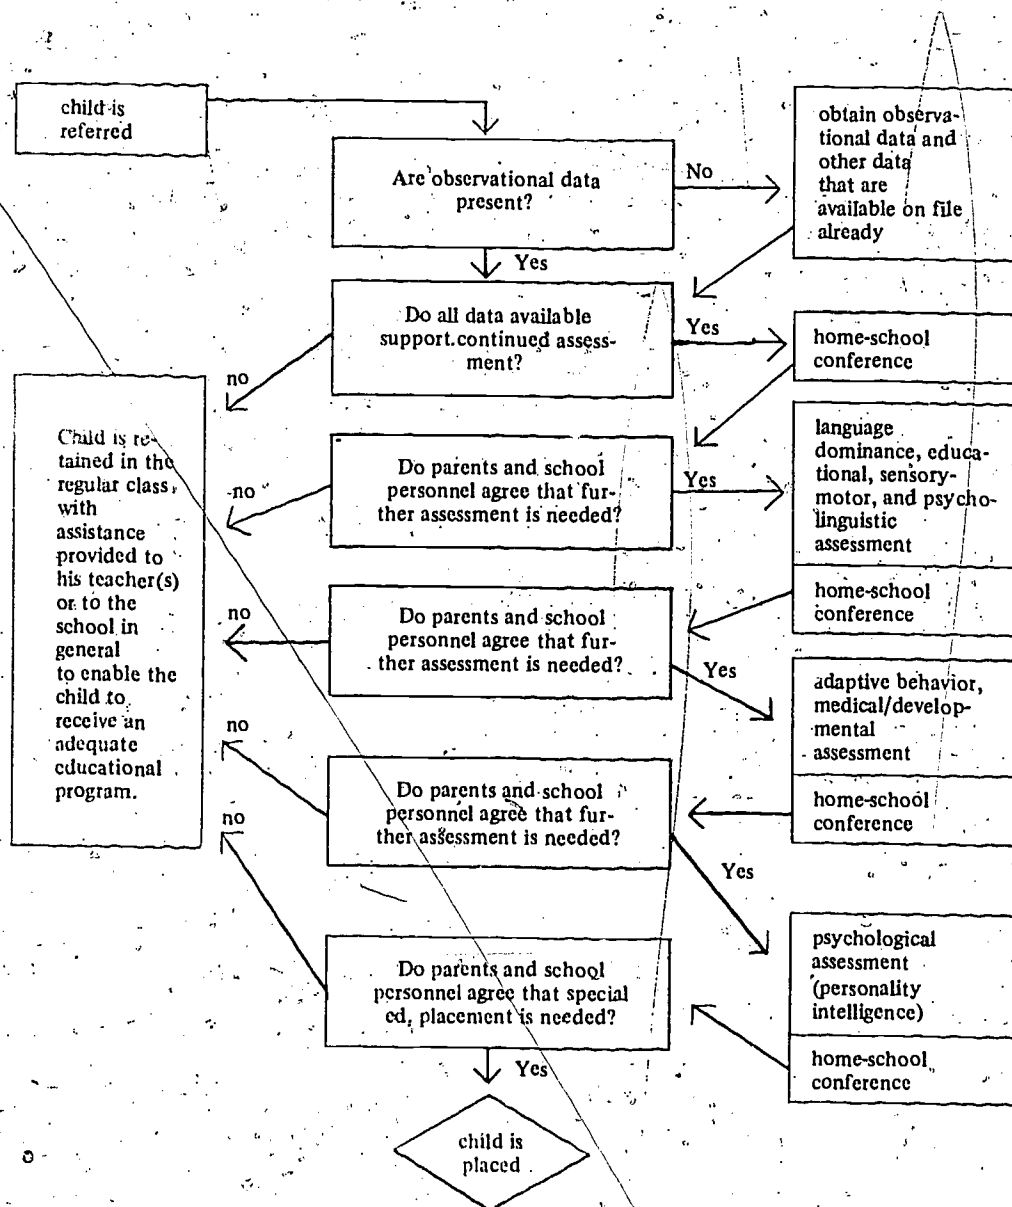 child is
referred
Are observational data
present?
No
obtain observa-
tional data and
other data
that are
available on file
already
Yes
Do all data available
support continued assess-
ment?
Yes
home-school
conference
no
Child is re-
tained in the
regular class,
with
assistance
provided to
his teacher(s)
or to the
school in
general
to enable the
child to
receive an
adequate
educational
program.
Do parents and school
personnel agree that fur-
ther assessment is needed?
no
Yes
language
dominance, educa-
tional, sensory-
motor, and psycho-
linguistic
assessment
home-school
conference
Do parents and school
personnel agree that fur-
ther assessment is needed?
no
Yes
adaptive behavior,
medical/develop-
mental
assessment
home-school
conference
Do parents and school
personnel agree that fur-
ther assessment is needed?
no
Yes
psychological
assessment
(personality
intelligence)
home-school
conference
Do parents and school
personnel agree that special
ed. placement is needed?
no
Yes
child is
placed